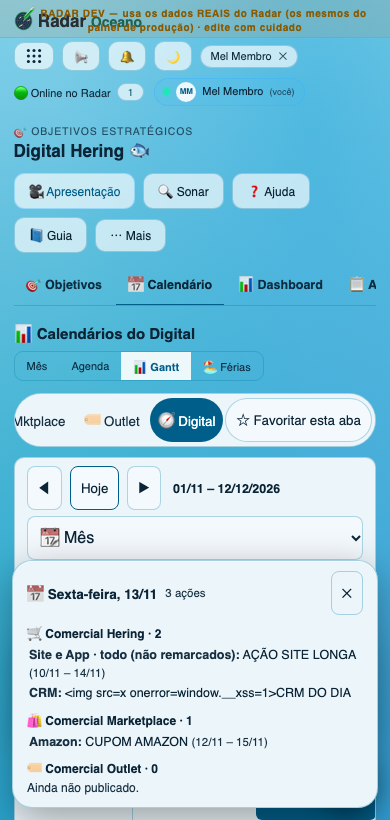 RADAR DEV — usa os dados REAIS do Radar (os mesmos do
painel de produção) · edite com cuidado
Radar Oceano
Mel Membro ×
Online no Radar 1
MM Mel Membro (você)
OBJETIVOS ESTRATÉGICOS
Digital Hering
Apresentação
Sonar
Ajuda
Guia
··· Mais
Objetivos
Calendário
Dashboard
A
Calendários do Digital
Mês
Agenda
Gantt
Férias
Mktplace
Outlet
Digital
☆ Favoritar esta aba
◀
Hoje
▶
01/11 – 12/12/2026
Mês
Sexta-feira, 13/11 3 ações
×
Comercial Hering · 2
Site e App · todo (não remarcados): AÇÃO SITE LONGA
(10/11 – 14/11)
CRM: <img src=x onerror=window.__xss=1>CRM DO DIA
Comercial Marketplace · 1
Amazon: CUPOM AMAZON (12/11 – 15/11)
Comercial Outlet · 0
Ainda não publicado.